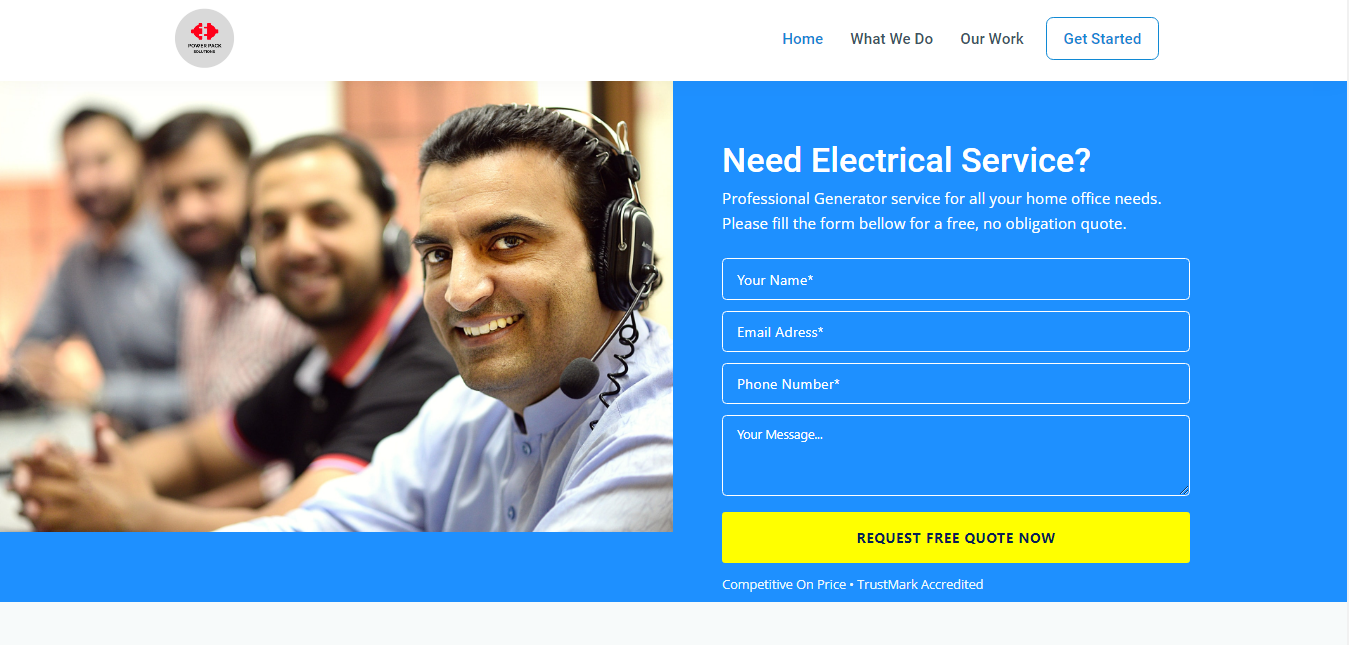 POWER PACK
SOLUTIONS
Home What We Do Our Work Get Started
Need Electrical Service?
Professional Generator service for all your home office needs.
Please fill the form bellow for a free, no obligation quote.
Your Name*
Email Adress*
Phone Number*
Your Message...
REQUEST FREE QUOTE NOW
Competitive On Price • TrustMark Accredited